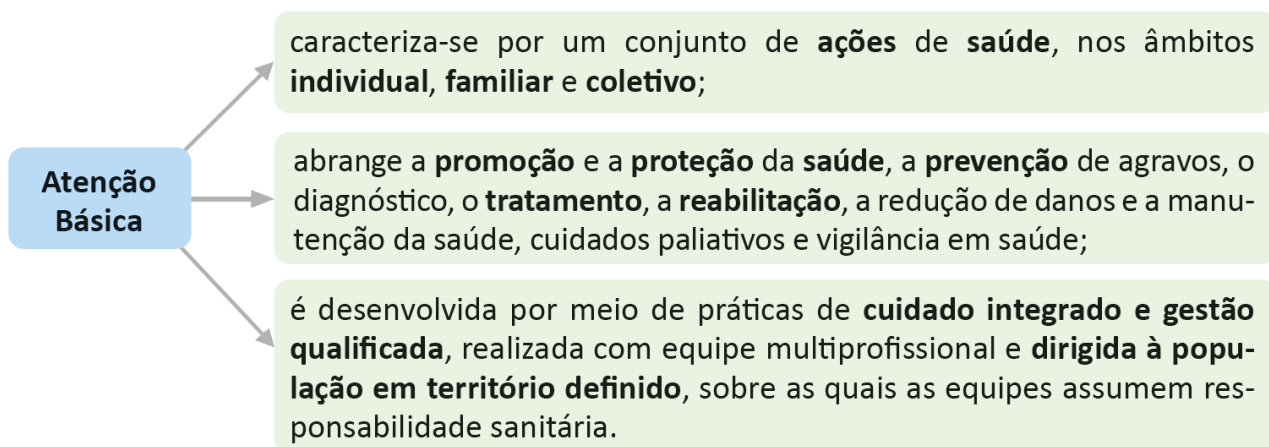 Atenção
Básica
caracteriza-se por um conjunto de ações de saúde, nos âmbitos
individual, familiar e coletivo;
abrange a promoção e a proteção da saúde, a prevenção de agravos, o
diagnóstico, o tratamento, a reabilitação, a redução de danos e a manu-
tenção da saúde, cuidados paliativos e vigilância em saúde;
é desenvolvida por meio de práticas de cuidado integrado e gestão
qualificada, realizada com equipe multiprofissional e dirigida à popu-
lação em território definido, sobre as quais as equipes assumem res-
ponsabilidade sanitária.